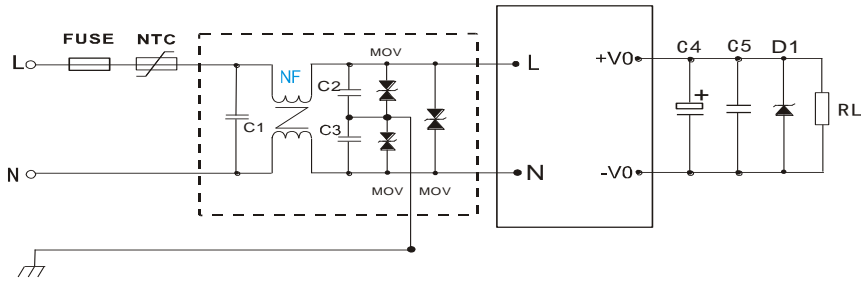 FUSE
NTC
MOV
C4
C5
D1
L
NF
C2
L
+V0
C1
C3
+
RL
N
N
-V0
MOV
MOV